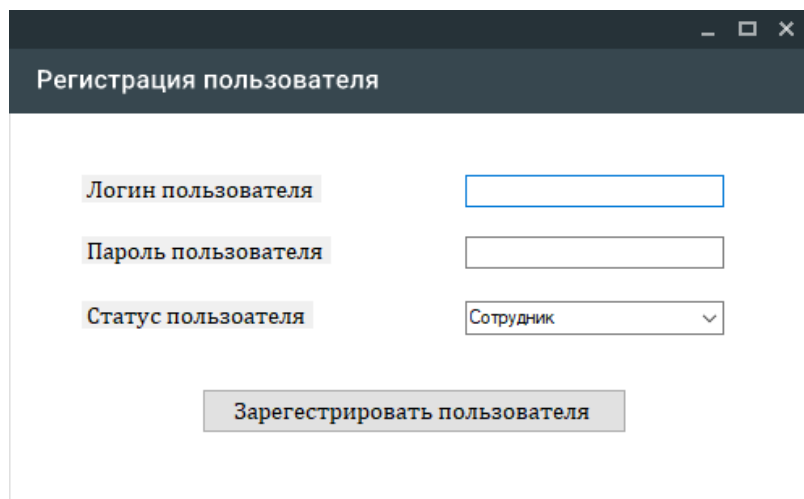 Регистрация пользователя
Логин пользователя
Пароль пользователя
Статус пользоателя
Сотрудник
Зарегестрировать пользователя